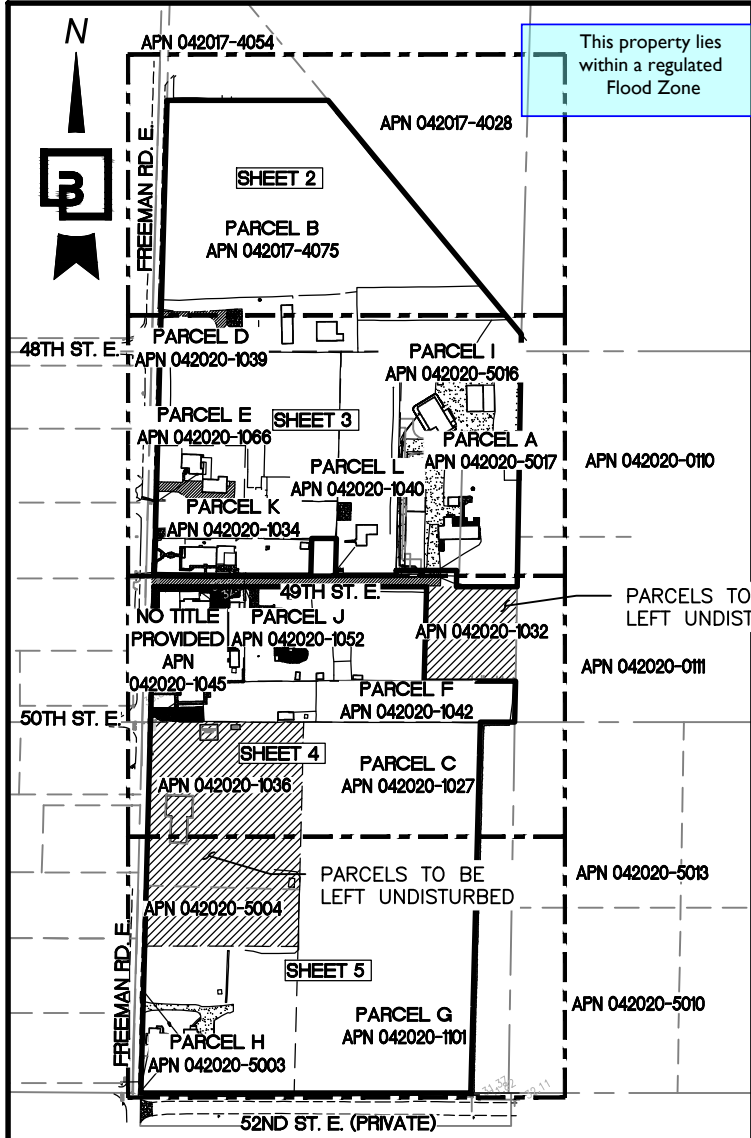 N
APN 042017-4054
This property lies
within a regulated
Flood Zone
APN 042017-4028
B
FREEMAN RD. E.
SHEET 2
PARCEL B
APN 042017-4075
48TH ST. E.
PARCEL D
APN 042020-1039
PARCEL I
APN 042020-5016
PARCEL E
APN 042020-1066
SHEET 3
PARCEL A
APN 042020-5017
APN 042020-0110
PARCEL L
APN 042020-1040
PARCEL K
APN 042020-1034
49TH ST. E.
PARCELS TO
LEFT UNDIST
NO TITLE
PROVIDED
APN
042020-1045
PARCEL J
APN 042020-1052
APN 042020-1032
APN 042020-0111
PARCEL F
APN 042020-1042
50TH ST. E.
SHEET 4
PARCEL C
APN 042020-1027
APN 042020-1036
PARCELS TO BE
LEFT UNDISTURBED
APN 042020-5013
APN 042020-5004
SHEET 5
FREEMAN RD. E.
PARCEL G
APN 042020-1101
APN 042020-5010
PARCEL H
APN 042020-5003
52ND ST. E. (PRIVATE)